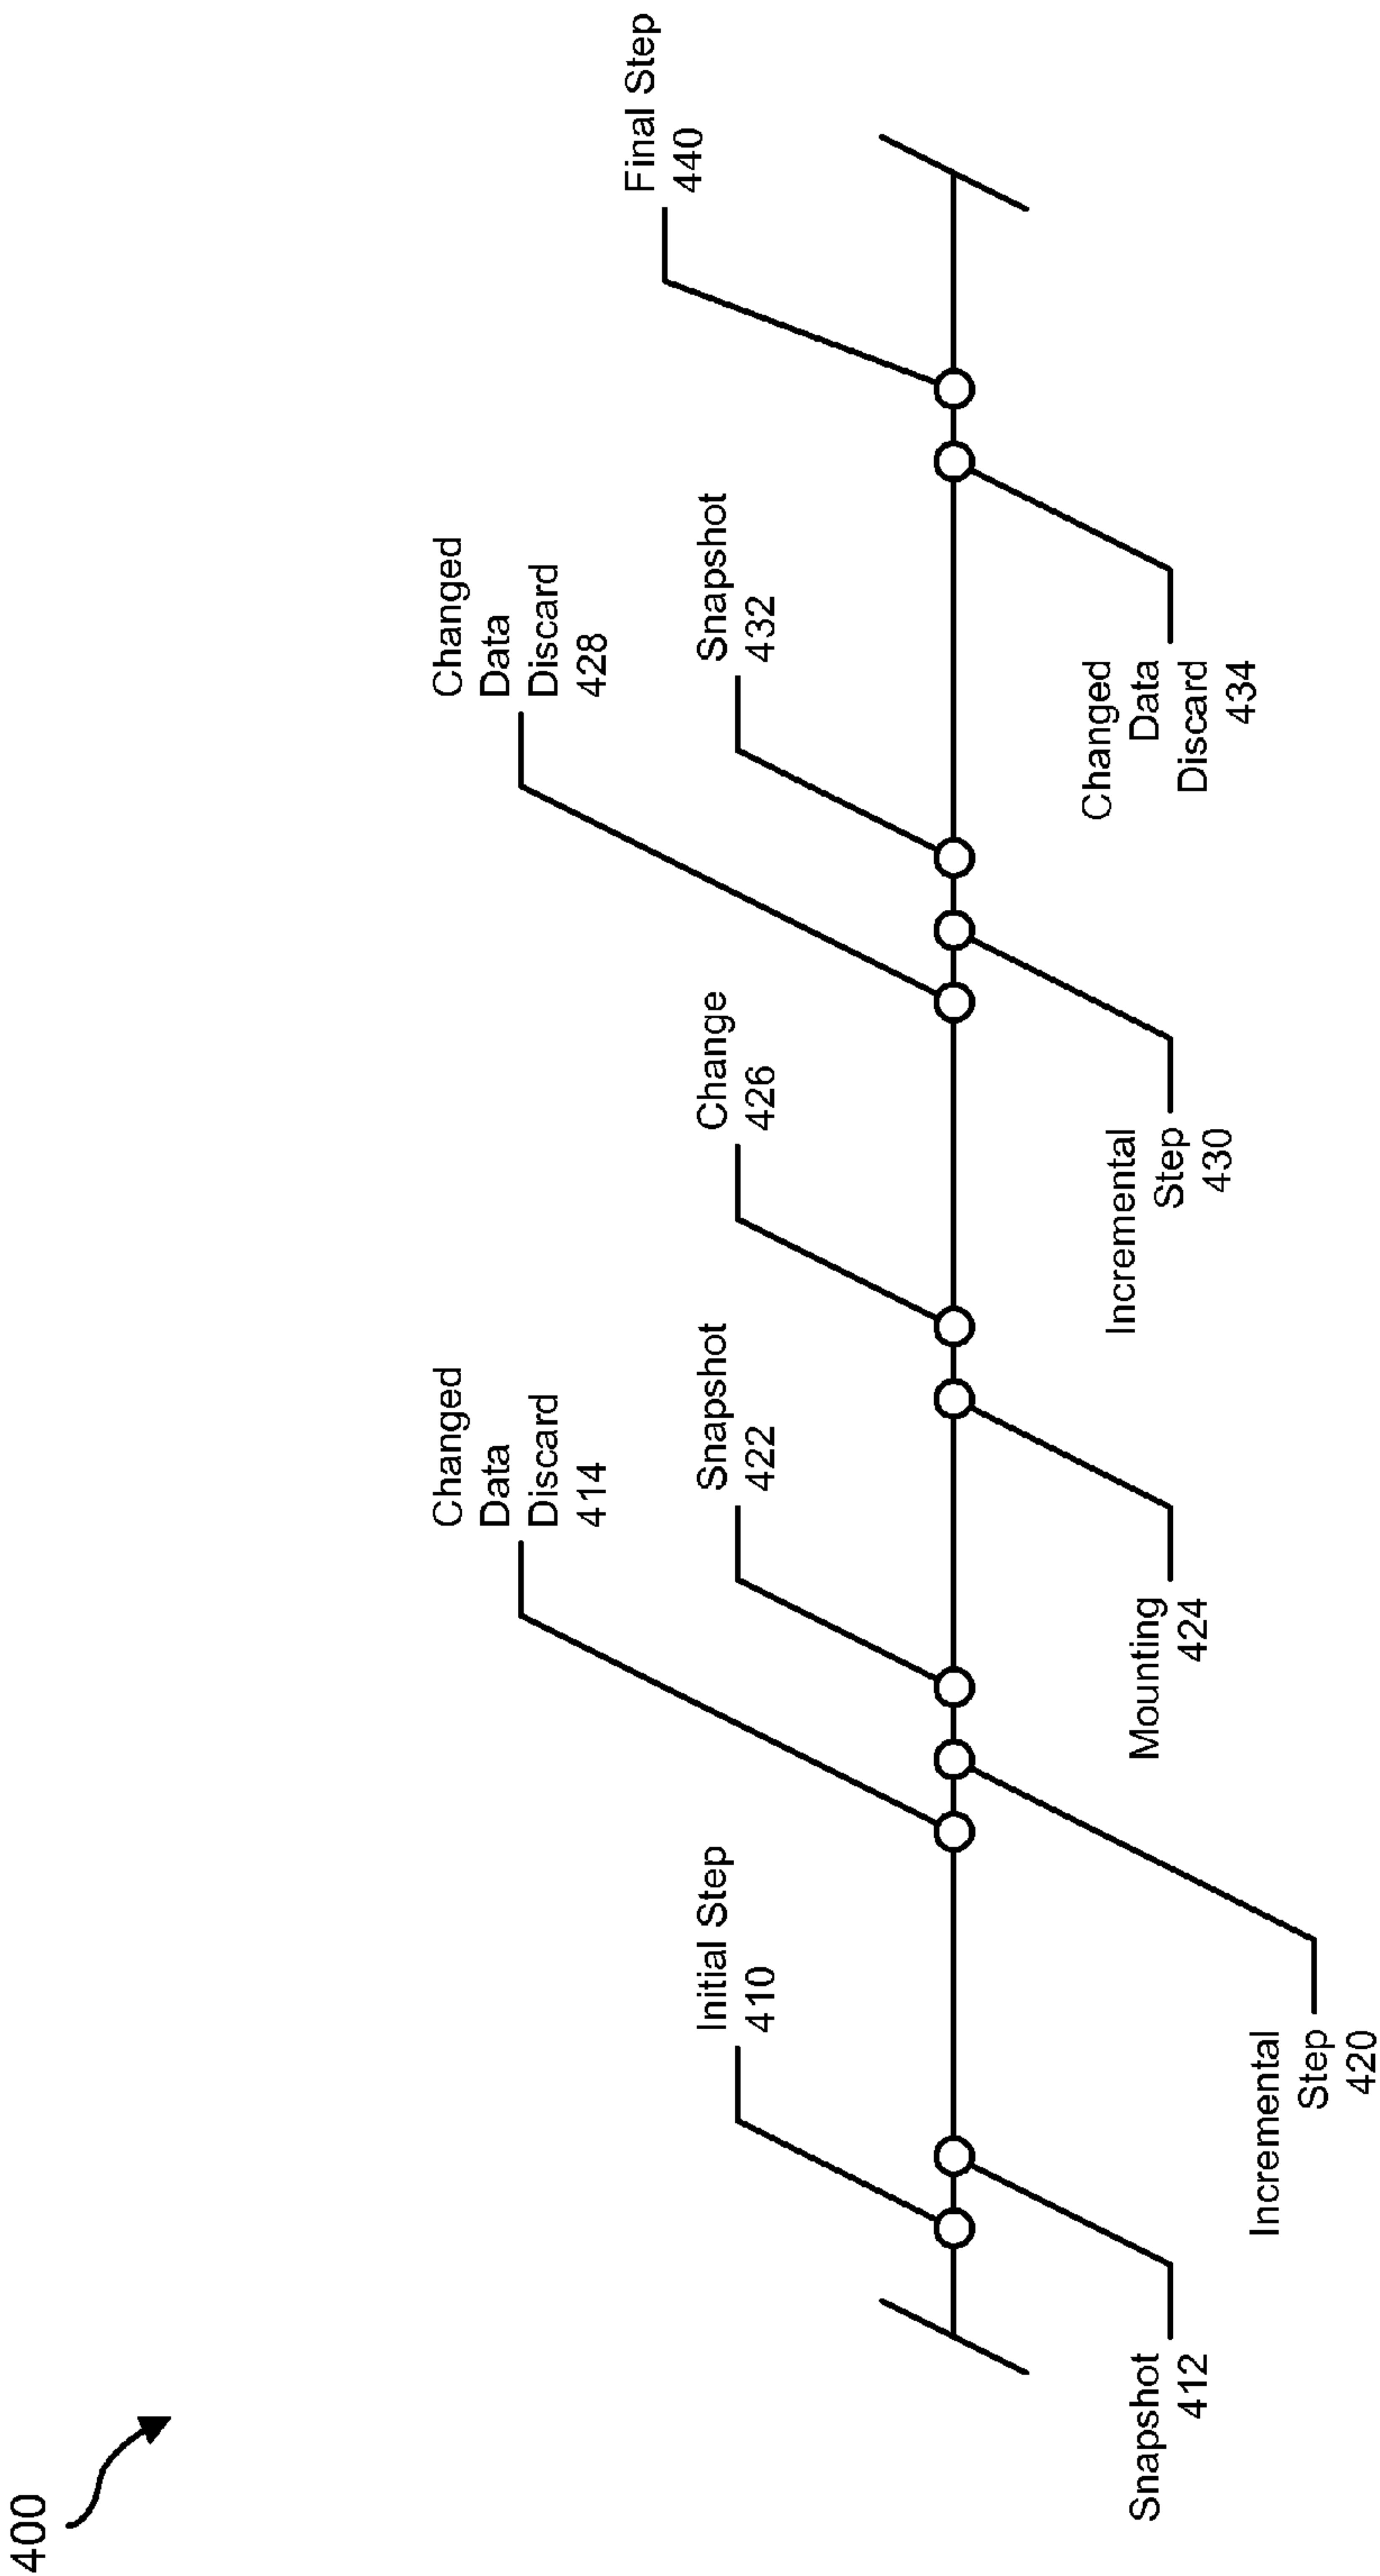 400
Initial Step
410
Snapshot
412
Changed
Data
Discard
414
Incremental
Step
420
Snapshot
422
Mounting
424
Change
426
Changed
Data
Discard
428
Incremental
Step
430
Snapshot
432
Changed
Data
Discard
434
Final Step
440